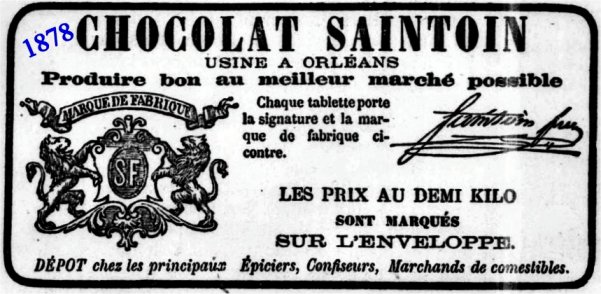 1878
CHOCOLAT SAINTOIN
USINE A ORLÉANS
Produire bon au meilleur marché possible
MARQUE DE FABRIQUE
SF
Chaque tablette porte
la signature et la mar-
que de fabrique ci-
contre.
Saintoin frères
LES PRIX AU DEMI KILO
SONT MARQUÉS
SUR L'ENVELOPPE.
DÉPOT chez les principaux Épiciers, Confiseurs, Marchands de comestibles.